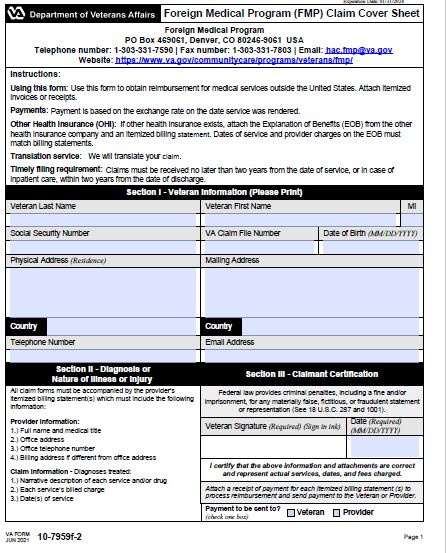 Expiration Date: 01/31/2024
VA Department of Veterans Affairs
Foreign Medical Program (FMP) Claim Cover Sheet
Foreign Medical Program
PO Box 469061, Denver, CO 80246-9061 USA
Telephone number: 1-303-331-7590 | Fax number: 1-303-331-7803 | Email: hac.fmp@va.gov
Website: https://www.va.gov/communitycare/programs/veterans/fmp/
Instructions:
Using this form: Use this form to obtain reimbursement for medical services outside the United States. Attach itemized
invoices or receipts.
Payments: Payment is based on the exchange rate on the date service was rendered.
Other Health Insurance (OHI): If other health insurance exists, attach the Explanation of Benefits (EOB) from the other
health insurance company and an itemized billing statement. Dates of service and provider charges on the EOB must
match billing statements.
Translation service: We will translate your claim.
Timely filing requirement: Claims must be received no later than two years from the date of service, or in case of
inpatient care, within two years from the date of discharge.
Section I - Veteran Information (Please Print)
Veteran Last Name
Veteran First Name
MI
Social Security Number
VA Claim File Number
Date of Birth (MM/DD/YYYY)
Physical Address (Residence)
Mailing Address
Country
Country
Telephone Number
Email Address
Section II - Diagnosis or
Nature of Illness or Injury
All claim forms must be accompanied by the provider's
itemized billing statement(s) which must include the following
information:
Provider Information:
1.) Full name and medical title
2.) Office address
3.) Office telephone number
4.) Billing address if different from office address
Claim Information - Diagnoses treated:
1.) Narrative description of each service and/or drug
2.) Each service's billed charge
3.) Date(s) of service
Section III - Claimant Certification
Federal law provides criminal penalties, including a fine and/or
imprisonment, for any materially false, fictitious, or fraudulent statement
or representation (See 18 U.S.C. 287 and 1001).
Veteran Signature (Required) (Sign in ink)
Date (Required)
(MM/DD/YYYY)
I certify that the above information and attachments are correct
and represent actual services, dates, and fees charged.
Attach a receipt of payment for each itemized billing statement (s) to
process reimbursement and send payment to the Veteran or Provider.
Payment to be sent to?
(check one box)
Veteran
Provider
VA FORM
JUN 2021
10-7959f-2
Page 1